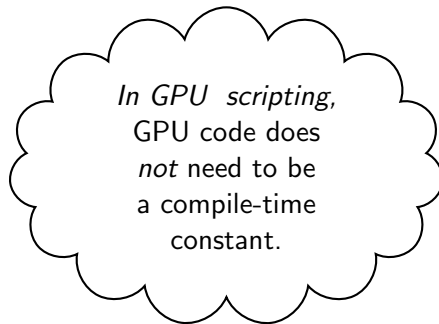 In GPU scripting,
GPU code does
not need to be
a compile-time
constant.